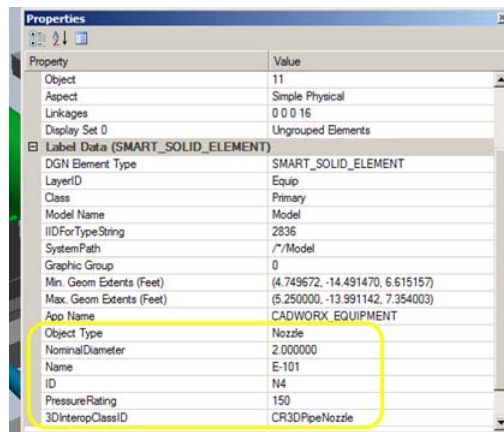 Properties
Property Value
Object 11
Aspect Simple Physical
Linkages 0 0 0 16
Display Set 0 Ungrouped Elements
Label Data (SMART_SOLID_ELEMENT)
DGN Element Type SMART_SOLID_ELEMENT
LayerID Equip
Class Primary
Model Name Model
IIDForTypeString 2836
SystemPath /*/Model
Graphic Group 0
Min. Geom Extents (Feet) (4.749672, -14.491470, 6.615157)
Max. Geom Extents (Feet) (5.250000, -13.991142, 7.354003)
App Name CADWORX_EQUIPMENT
Object Type Nozzle
NominalDiameter 2.000000
Name E-101
ID N4
PressureRating 150
3DInteropClassID CR3DPipeNozzle